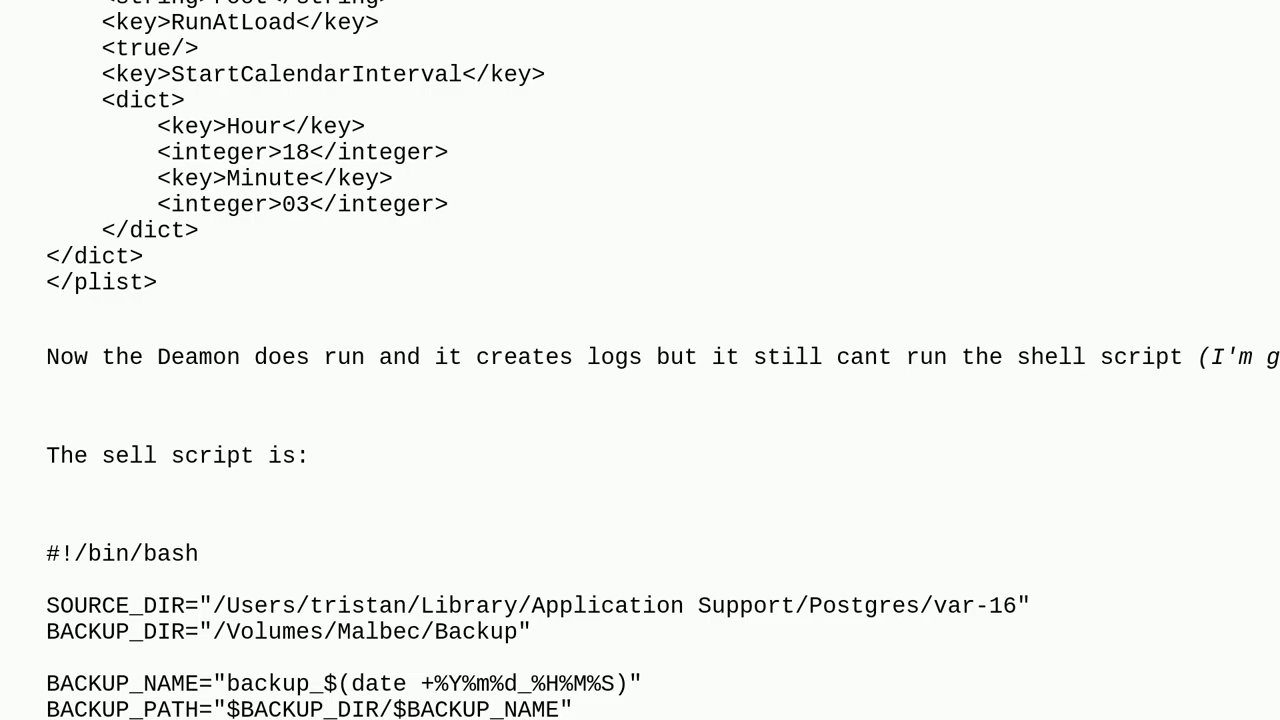 <string>root</string>
<key>RunAtLoad</key>
<true/>
<key>StartCalendarInterval</key>
<dict>
<key>Hour</key>
<integer>18</integer>
<key>Minute</key>
<integer>03</integer>
</dict>
</dict>
</plist>
Now the Deamon does run and it creates logs but it still cant run the shell script (I'm g
The sell script is:
#!/bin/bash
SOURCE_DIR="/Users/tristan/Library/Application Support/Postgres/var-16"
BACKUP_DIR="/Volumes/Malbec/Backup"
BACKUP_NAME="backup_$(date +%Y%m%d_%H%M%S)"
BACKUP_PATH="$BACKUP_DIR/$BACKUP_NAME"